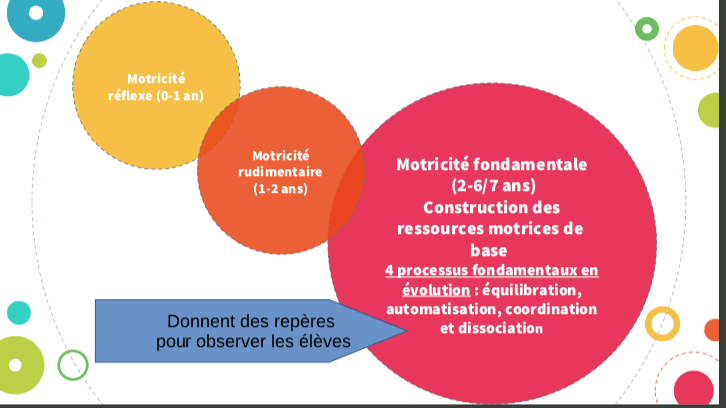 Motricité
réflexe (0-1 an)
Motricité
rudimentaire
(1-2 ans)
Motricité fondamentale
(2-6/7 ans)
Construction des
ressources motrices de
base
4 processus fondamentaux en
évolution : équilibration,
automatisation, coordination
et dissociation
Donnent des repères
pour observer les élèves